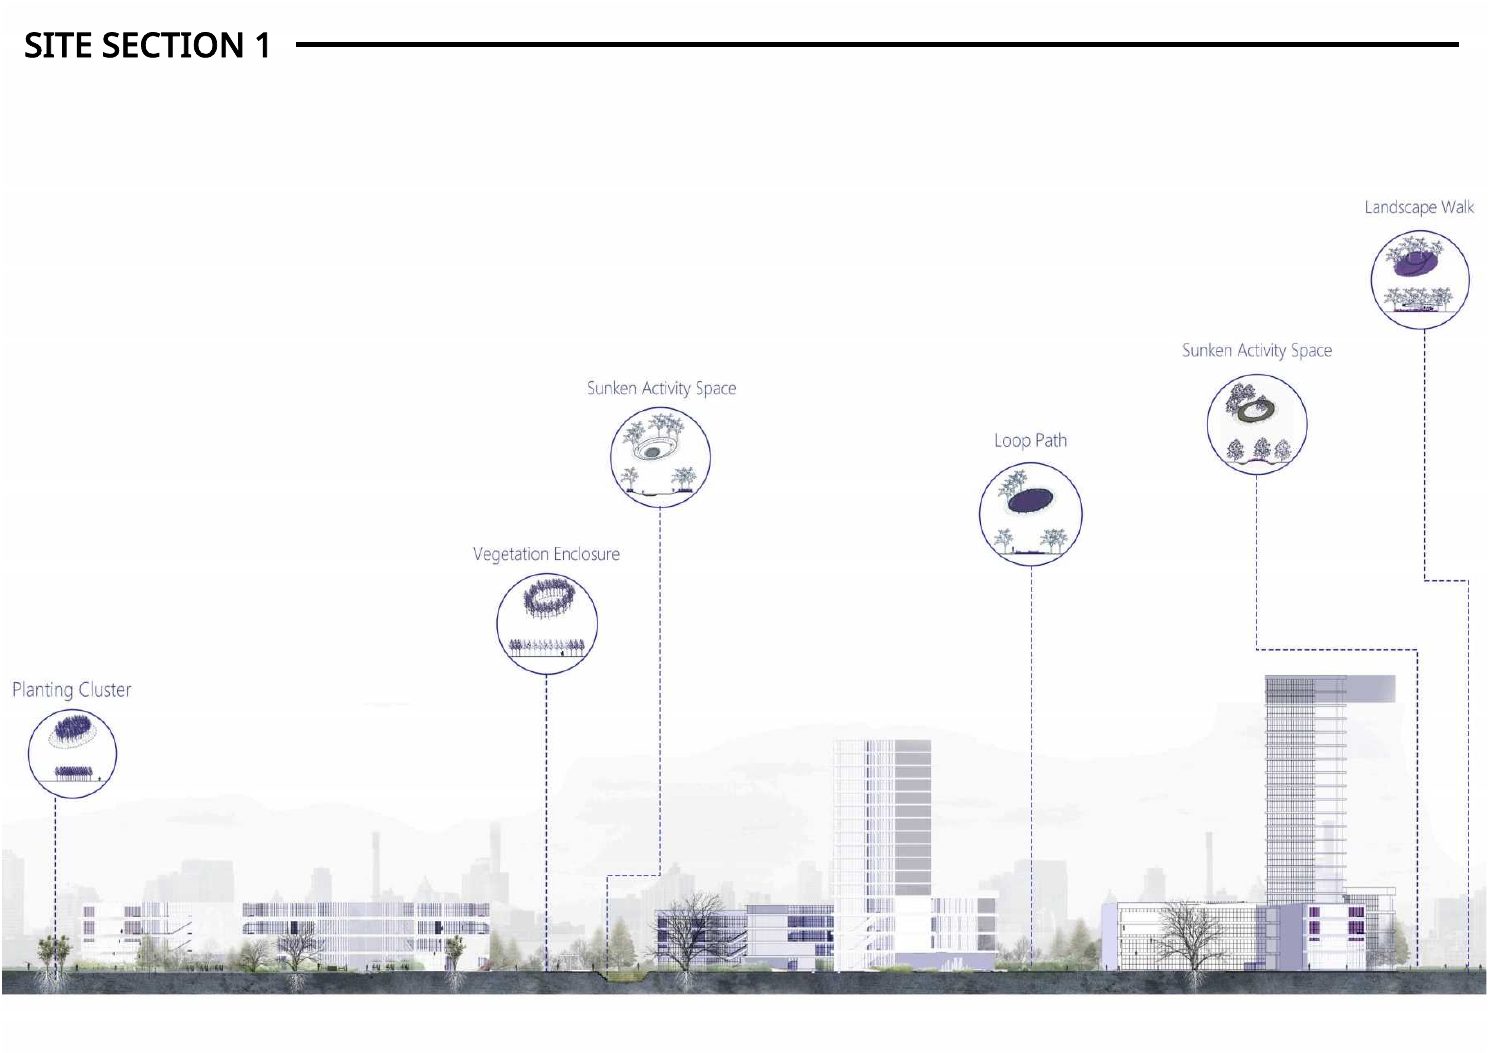 SITE SECTION 1
Landscape Walk
Sunken Activity Space
Sunken Activity Space
Loop Path
Vegetation Enclosure
Planting Cluster